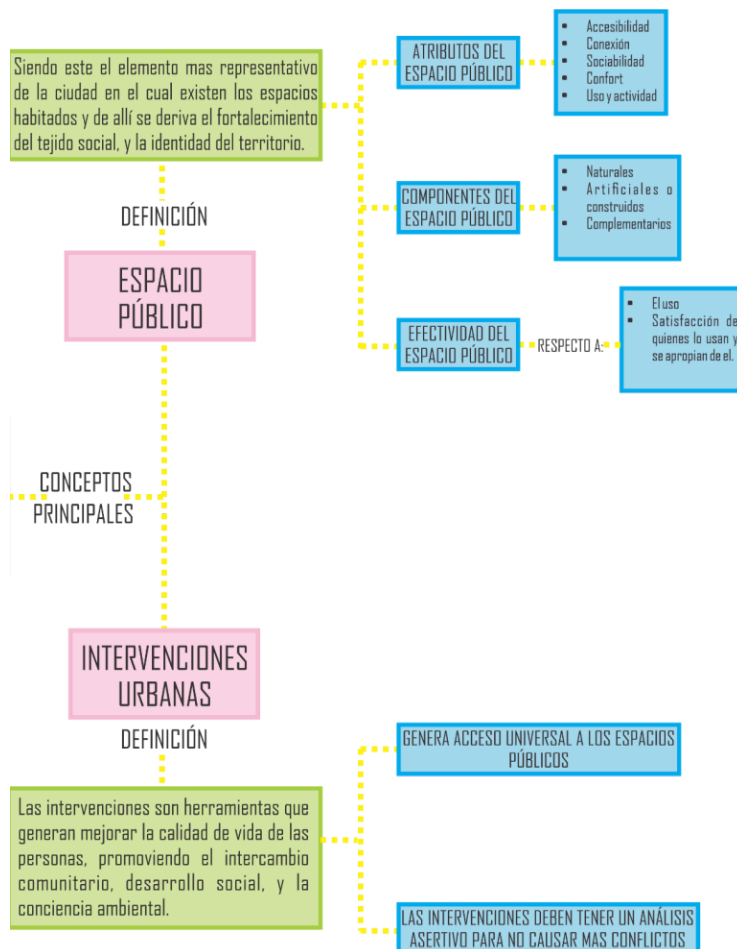 Siendo este el elemento mas representativo
de la ciudad en el cual existen los espacios
habitados y de allí se deriva el fortalecimiento
del tejido social, y la identidad del territorio.
DEFINICIÓN
ESPACIO
PÚBLICO
ATRIBUTOS DEL
ESPACIO PÚBLICO
▪ Accesibilidad
▪ Conexión
▪ Sociabilidad
▪ Confort
▪ Uso y actividad
COMPONENTES DEL
ESPACIO PÚBLICO
▪ Naturales
▪ Artificiales o
construidos
▪ Complementarios
EFECTIVIDAD DEL
ESPACIO PÚBLICO
RESPECTO A:
▪ El uso
▪ Satisfacción de
quienes lo usan y
se apropian de el.
CONCEPTOS
PRINCIPALES
INTERVENCIONES
URBANAS
DEFINICIÓN
Las intervenciones son herramientas que
generan mejorar la calidad de vida de las
personas, promoviendo el intercambio
comunitario, desarrollo social, y la
conciencia ambiental.
GENERA ACCESO UNIVERSAL A LOS ESPACIOS
PÚBLICOS
LAS INTERVENCIONES DEBEN TENER UN ANÁLISIS
ASERTIVO PARA NO CAUSAR MAS CONFLICTOS